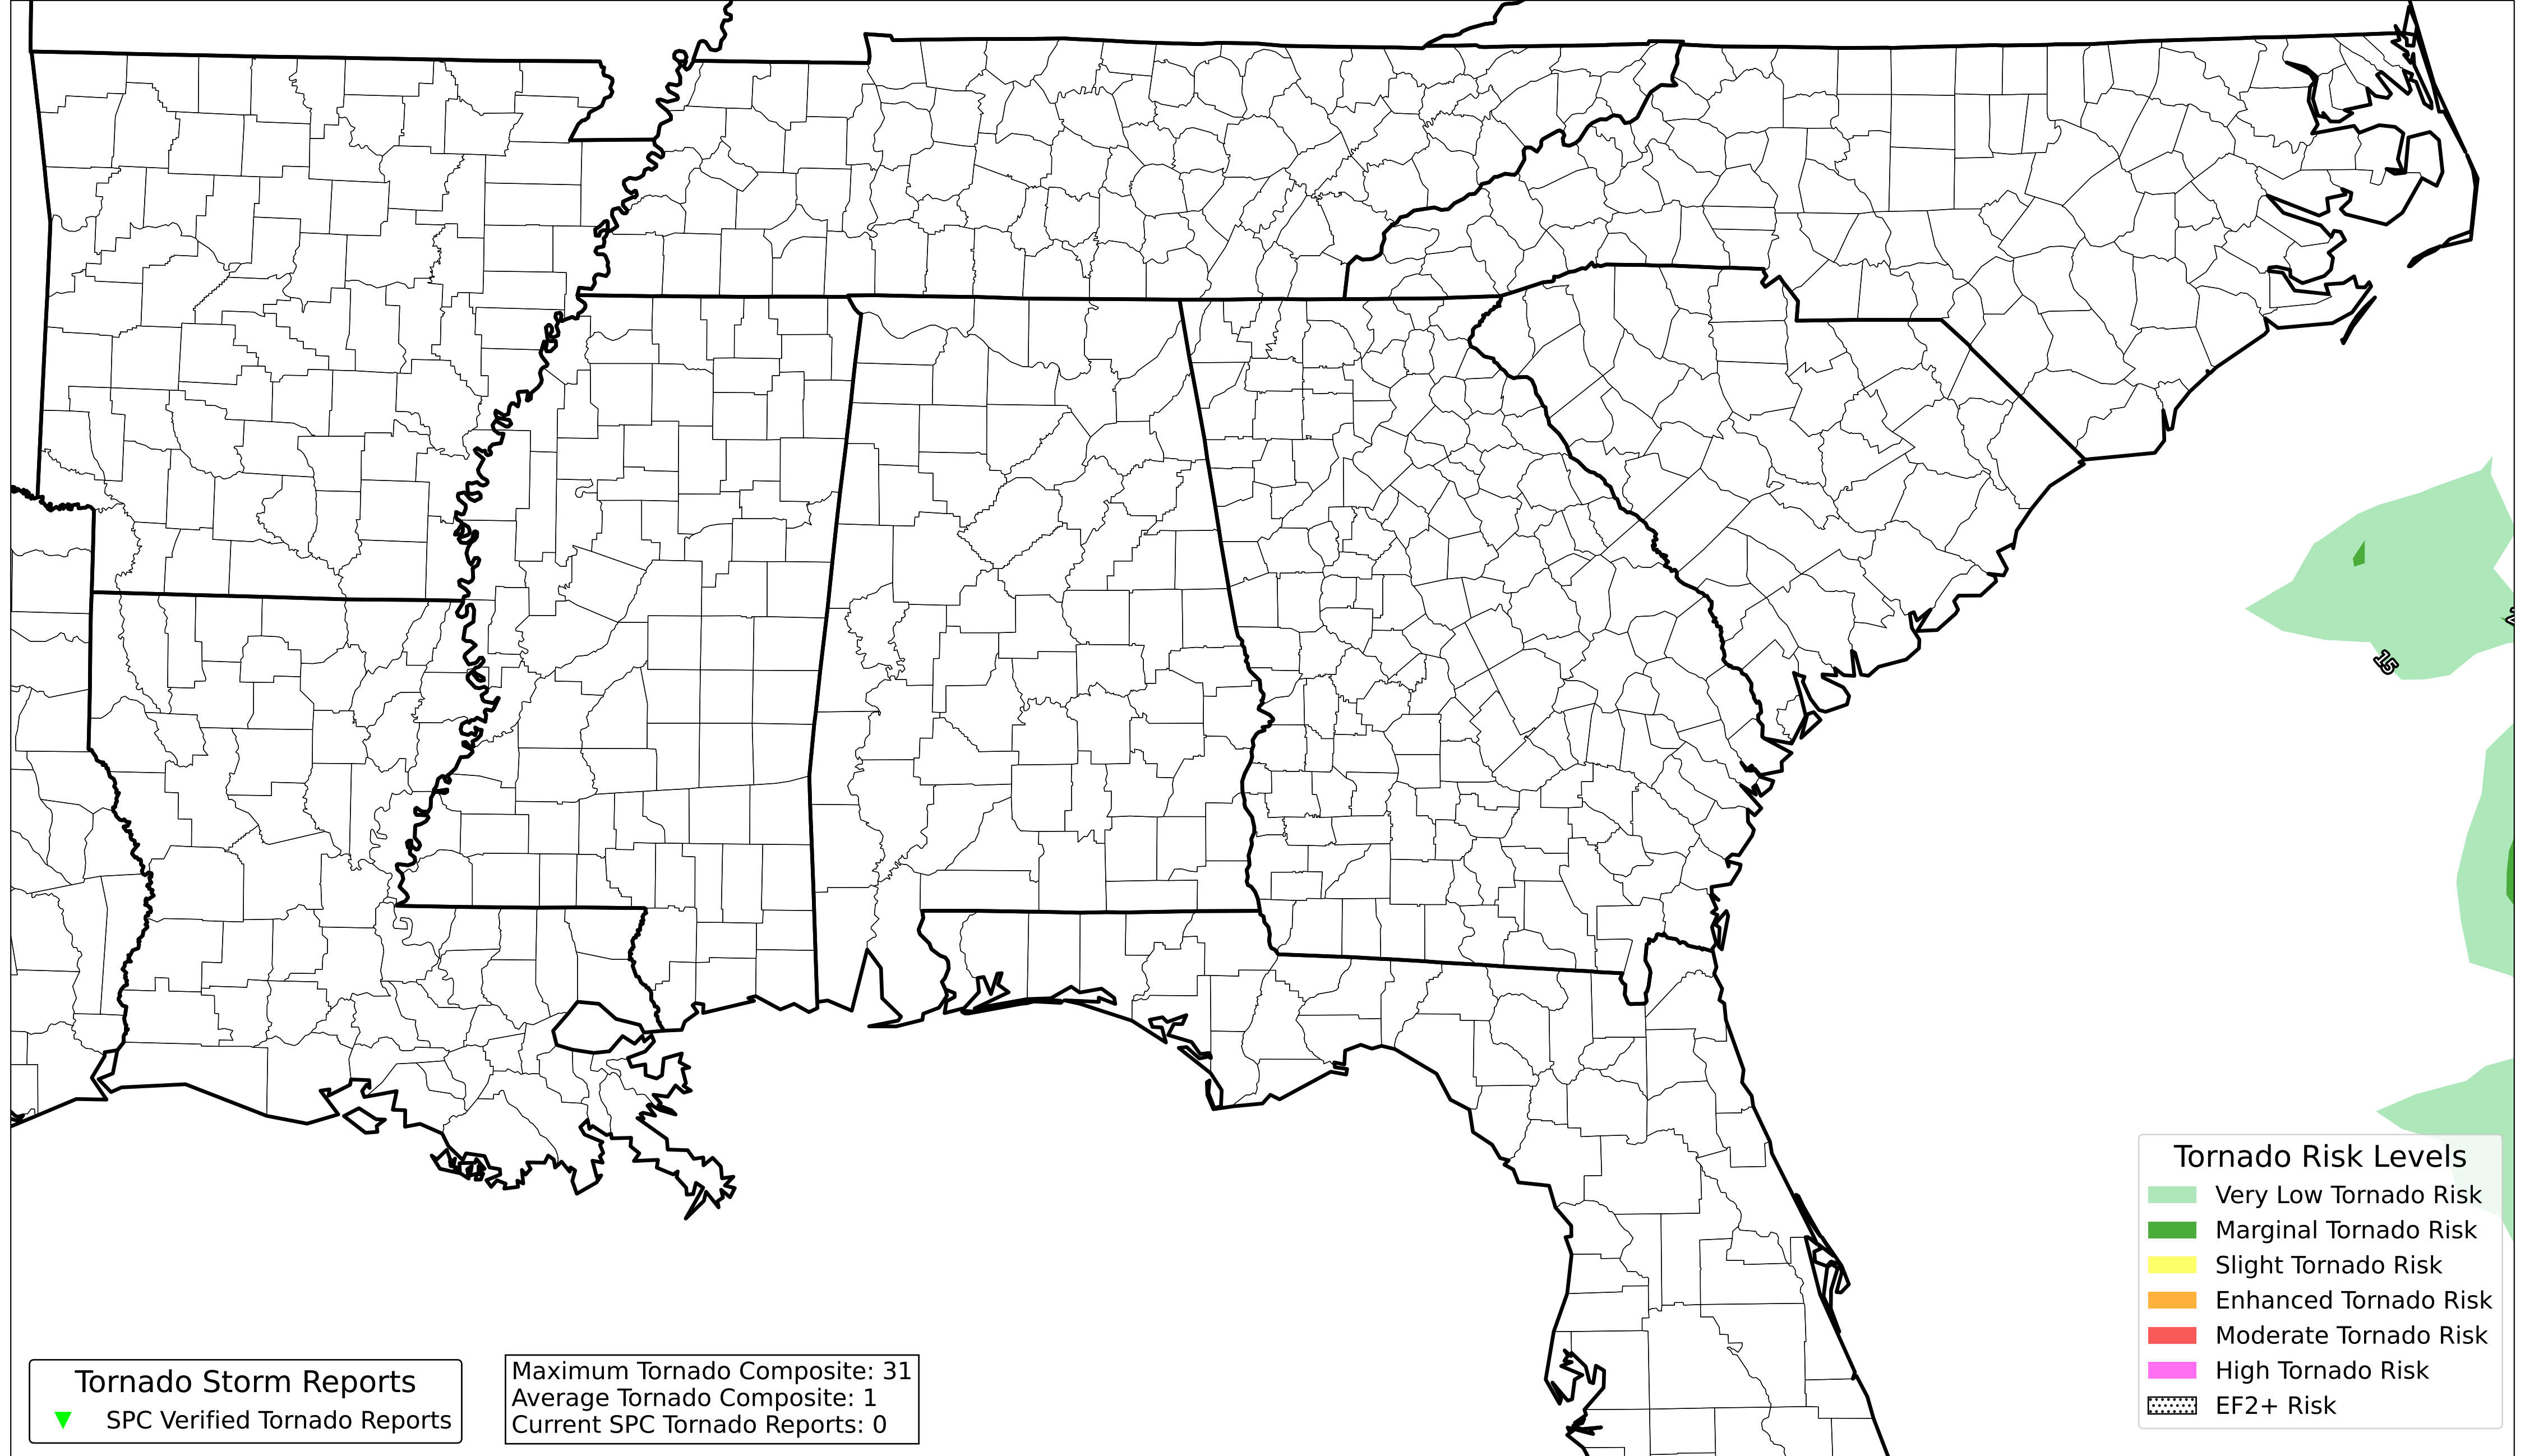 15
Tornado Risk Levels
Very Low Tornado Risk
Marginal Tornado Risk
Slight Tornado Risk
Enhanced Tornado Risk
Moderate Tornado Risk
High Tornado Risk
EF2+ Risk
Tornado Storm Reports
SPC Verified Tornado Reports
Maximum Tornado Composite: 31
Average Tornado Composite: 1
Current SPC Tornado Reports: 0